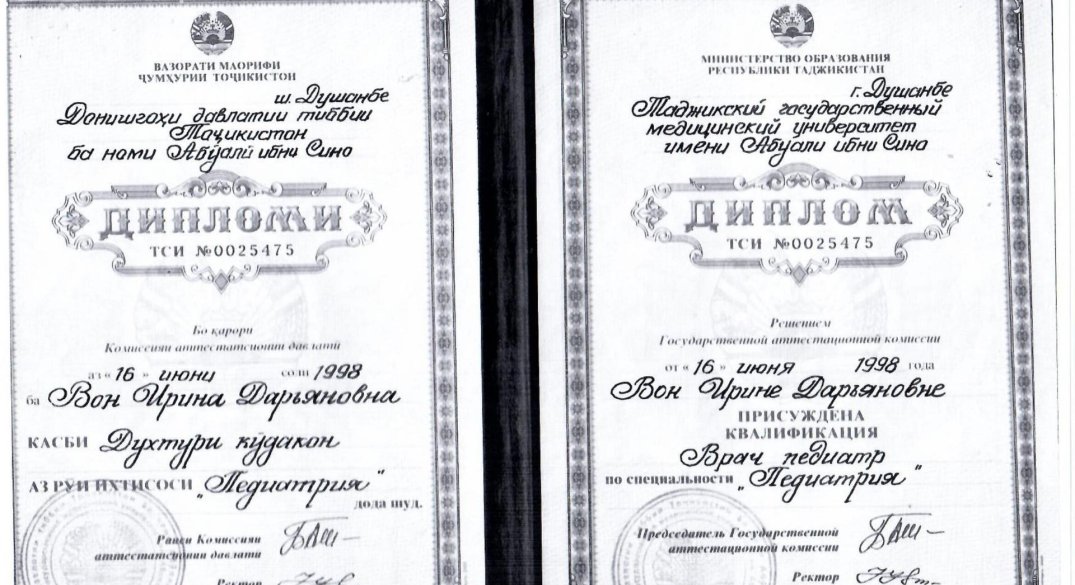 ВАЗОРАТИ МАОРИФИ
ҶУМҲУРИИ ТОҶИКИСТОН
ш. Душанбе
Донишгоҳи давлатии тиббии
Тоҷикистон
ба номи Абӯалӣ ибни Сино
ДИПЛОМИ
ТСИ №0025475
Бо қарори
Комиссияи аттестатсионии давлатӣ
аз « 16 » июни соли 1998
ба Вон Ирина Дарьяновна
КАСБИ Духтури кӯдакон
АЗ РУИ ИХТИСОСИ „Педиатрия"
дода шуд.
Раиси Комиссияи
аттестатсионии давлати
Ректор
МИНИСТЕРСТВО ОБРАЗОВАНИЯ
РЕСПУБЛИКИ ТАДЖИКИСТАН
г. Душанбе
Таджикский государственный
медицинский университет
имени Абуали ибни Сино
ДИПЛОМ
ТСИ №0025475
Решением
Государственной аттестационной комиссии
от « 16 » июня 1998 года
Вон Ирине Дарьяновне
ПРИСУЖДЕНА
КВАЛИФИКАЦИЯ
Врач педиатр
по специальности „Педиатрия"
Председатель Государственной
аттестационной комиссии
Ректор